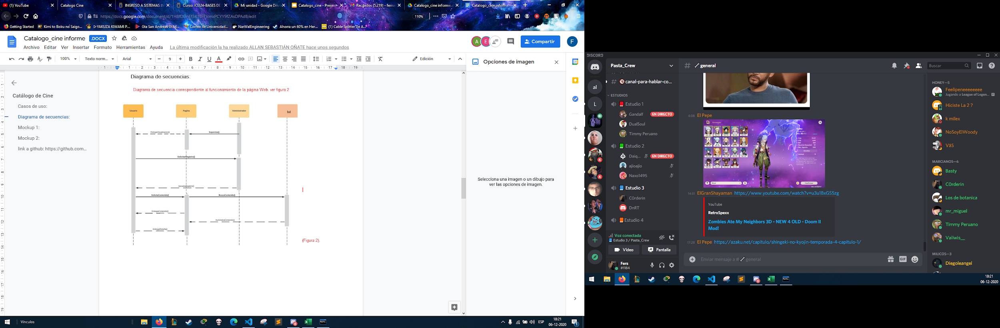 (1) YouTube
Catalogo Cine
INGRESO A SISTEMAS IN
Curso: ICI324-BASES DE
Mi unidad - Google Drive
Catalogo_cine - Presen
Recibidos (5.219) - ferna
Catalogo_cine informe.c
Catalogo_cine informe.
https://docs.google.com/document/d/1H8fDDnEf341sF7IcmxPCYY9fZAsDPAdB/edit
110%
Getting Started
Kimi to Boku no Saigo...
▷YAKUZA KIWAMI P...
Gta San Andreas DEM...
Correo de Universidad...
NarWalEngineering
Ahorra un 60% en Her...
(1) Cable Splitter De A...
Catalogo_cine informe
.DOCX
A
E
Compartir
F
Archivo Editar Ver Insertar Formato Herramientas Ayuda
La última modificación la ha realizado ALLAN SEBASTIÁN OÑATE hace unos segundos
100%
Texto norm...
Arial
9
Edición
Opciones de imagen
Selecciona una imagen o un dibujo para
ver las opciones de imagen.
Catálogo de Cine
Casos de uso:
Diagrama de secuencias:
Mockup 1:
Mockup 2:
link a github: https://github.com...
Diagrama de secuencias:
Diagrama de secuencia correspondiente al funcionamiento de la página Web. ver figura 2
Usuario
Pagina
Administrador
bd
EntregaVisualizacion()
Supervisa()
SolicitarRegistro()
ApruebaRegistro()
SolicitaContenido()
BuscaContenido()
EntregaContenido()
SuministraContenido()
EntregaReseña()
(Figura 2).
Vínculos
ESP
18:21
06-12-2020
DISCORD
Pasta_Crew
general
Buscar
al
L
canal-para-hablar-co...
ESTUDIOS
Estudio 1
Gandalf
EN DIRECTO
DualSoul
Timmy Peruano
Estudio 2
Daiq...
EN DIRECTO
ajioajio
Naxo1495
Estudio 3
C0rderin
DnRT
Estudio 4
Voz conectada
Estudio 3 / Pasta_Crew
Vídeo
Pantalla
Fers
#1184
4:08 El Pepe
14:51 ElGranShayaman https://www.youtube.com/watch?v=u3u1BxGS5zg
YouTube
RetroSpexx
Zombies Ate My Neighbors 3D - NEW 4 OLD - Doom II
Mod!
17:28 El Pepe https://azaku.net/capitulo/shingeki-no-kyojin-temporada-4-capitulo-1/
Enviar mensaje a # general
GIF
HONEY—5
Feelipeneeeeeeee
Jugando a League of Legen...
Hiciste La 2 ?
k milex
NoSoyElWoody
VäS
MARCIANOS—6
Basty
C0rderin
Los de botanica
mr_miguel
Timmy Peruano
Valiwis__
MILICOS—3
Diegoleangel
18:21
06-12-2020